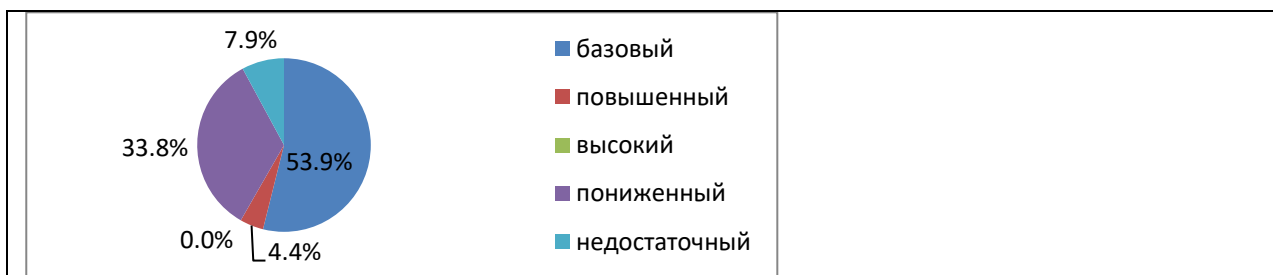 7.9%
33.8%
53.9%
0.0%
4.4%
базовый
повышенный
высокий
пониженный
недостаточный